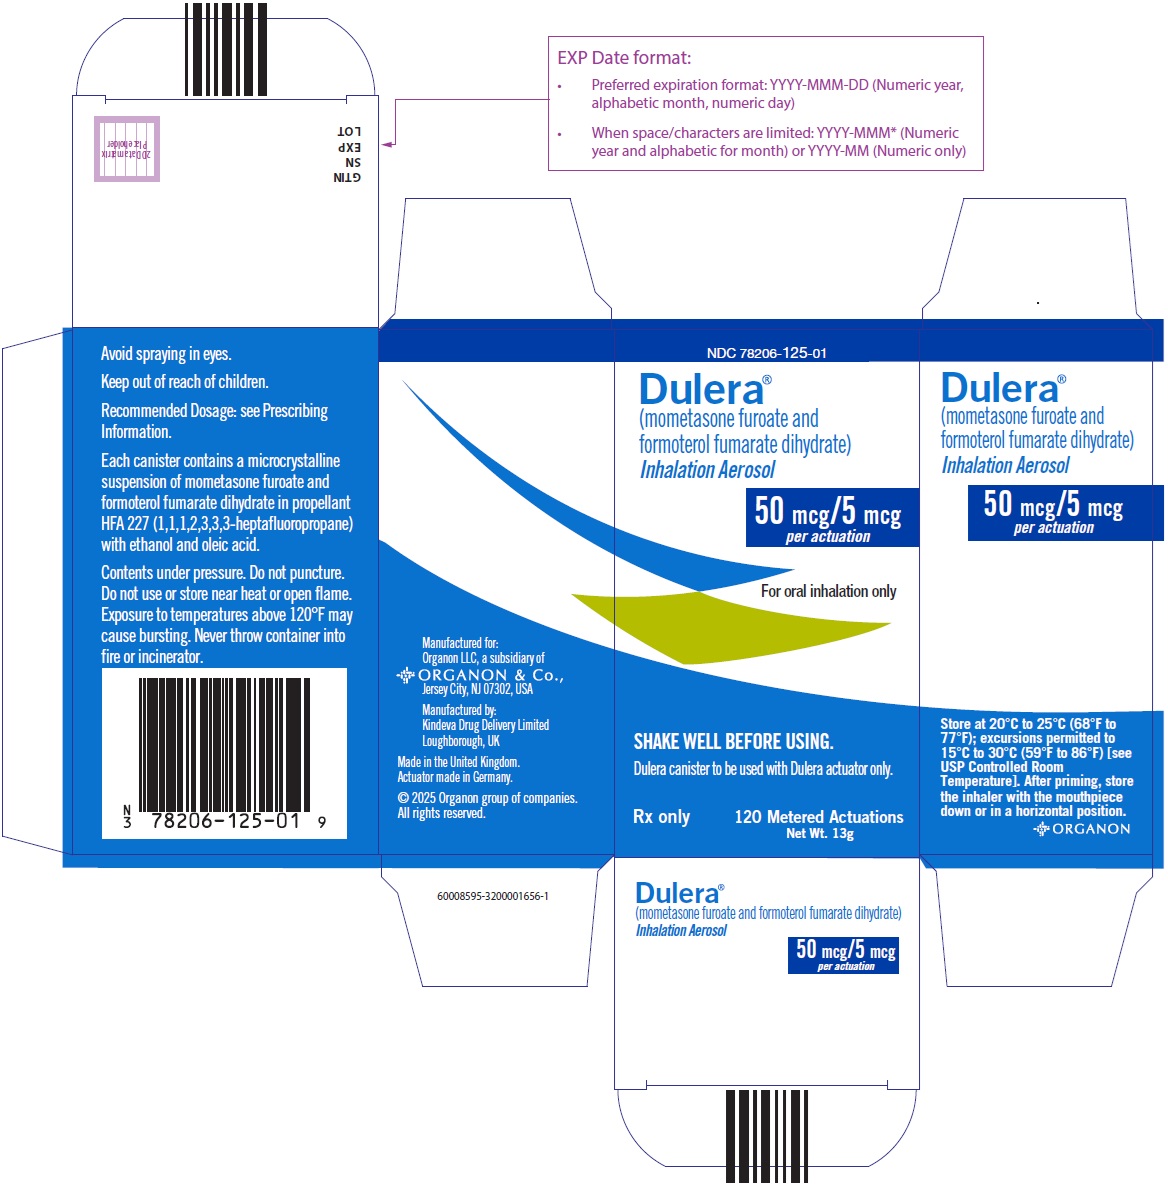 EXP Date format:
• Preferred expiration format: YYYY-MMM-DD (Numeric year,
alphabetic month, numeric day)
• When space/characters are limited: YYYY-MMM* (Numeric
year and alphabetic for month) or YYYY-MM (Numeric only)
2D Datamatrix
Placeholder
GTIN
SN
EXP
LOT
Avoid spraying in eyes.
Keep out of reach of children.
Recommended Dosage: see Prescribing
Information.
Each canister contains a microcrystalline
suspension of mometasone furoate and
formoterol fumarate dihydrate in propellant
HFA 227 (1,1,1,2,3,3,3-heptafluoropropane)
with ethanol and oleic acid.
Contents under pressure. Do not puncture.
Do not use or store near heat or open flame.
Exposure to temperatures above 120°F may
cause bursting. Never throw container into
fire or incinerator.
N
3 78206-125-01 9
Manufactured for:
Organon LLC, a subsidiary of
ORGANON & Co.,
Jersey City, NJ 07302, USA
Manufactured by:
Kindeva Drug Delivery Limited
Loughborough, UK
Made in the United Kingdom.
Actuator made in Germany.
© 2025 Organon group of companies.
All rights reserved.
60008595-3200001656-1
NDC 78206-125-01
Dulera®
(mometasone furoate and
formoterol fumarate dihydrate)
Inhalation Aerosol
50 mcg/5 mcg
per actuation
For oral inhalation only
SHAKE WELL BEFORE USING.
Dulera canister to be used with Dulera actuator only.
Rx only 120 Metered Actuations
Net Wt. 13g
Dulera®
(mometasone furoate and
formoterol fumarate dihydrate)
Inhalation Aerosol
50 mcg/5 mcg
per actuation
Store at 20°C to 25°C (68°F to
77°F); excursions permitted to
15°C to 30°C (59°F to 86°F) [see
USP Controlled Room
Temperature]. After priming, store
the inhaler with the mouthpiece
down or in a horizontal position.
ORGANON
Dulera®
(mometasone furoate and formoterol fumarate dihydrate)
Inhalation Aerosol
50 mcg/5 mcg
per actuation